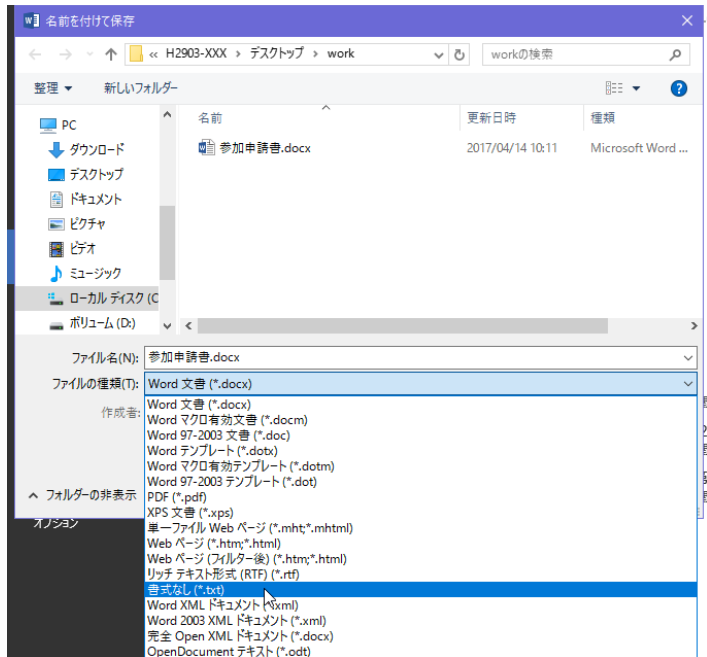 名前を付けて保存
« H2903-XXX › デスクトップ › work
workの検索
整理 新しいフォルダー
名前 更新日時 種類
PC
ダウンロード
デスクトップ
ドキュメント
ピクチャ
ビデオ
ミュージック
ローカル ディスク (C
ボリューム (D:)
参加申請書.docx 2017/04/14 10:11 Microsoft Word ...
ファイル名(N): 参加申請書.docx
ファイルの種類(T): Word 文書 (*.docx)
作成者:
Word 文書 (*.docx)
Word マクロ有効文書 (*.docm)
Word 97-2003 文書 (*.doc)
Word テンプレート (*.dotx)
Word マクロ有効テンプレート (*.dotm)
Word 97-2003 テンプレート (*.dot)
PDF (*.pdf)
XPS 文書 (*.xps)
単一ファイル Web ページ (*.mht;*.mhtml)
Web ページ (*.htm;*.html)
Web ページ (フィルター後) (*.htm;*.html)
リッチ テキスト形式 (RTF) (*.rtf)
書式なし (*.txt)
Word XML ドキュメント (*.xml)
Word 2003 XML ドキュメント (*.xml)
完全 Open XML ドキュメント (*.docx)
OpenDocument テキスト (*.odt)
フォルダーの非表示
オプション